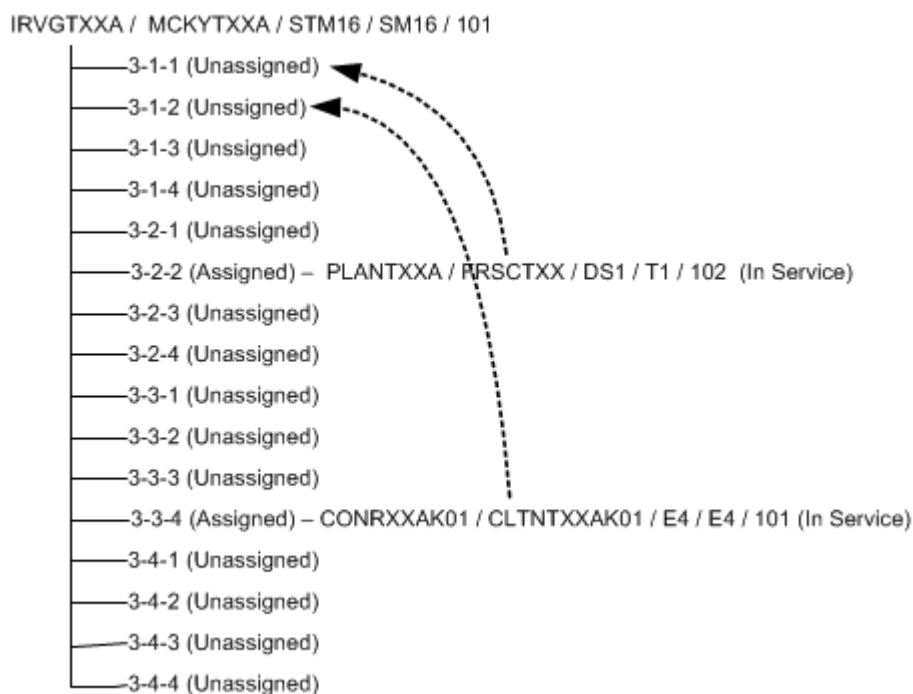 IRVGTXXA / MCKYTXXA / STM16 / SM16 / 101
3-1-1 (Unassigned)
3-1-2 (Unssigned)
3-1-3 (Unssigned)
3-1-4 (Unassigned)
3-2-1 (Unassigned)
3-2-2 (Assigned) – PLANTXXA / FRSCTXX / DS1 / T1 / 102 (In Service)
3-2-3 (Unassigned)
3-2-4 (Unassigned)
3-3-1 (Unassigned)
3-3-2 (Unassigned)
3-3-3 (Unassigned)
3-3-4 (Assigned) – CONRXXAK01 / CLTNTXXAK01 / E4 / E4 / 101 (In Service)
3-4-1 (Unassigned)
3-4-2 (Unassigned)
3-4-3 (Unassigned)
3-4-4 (Unassigned)